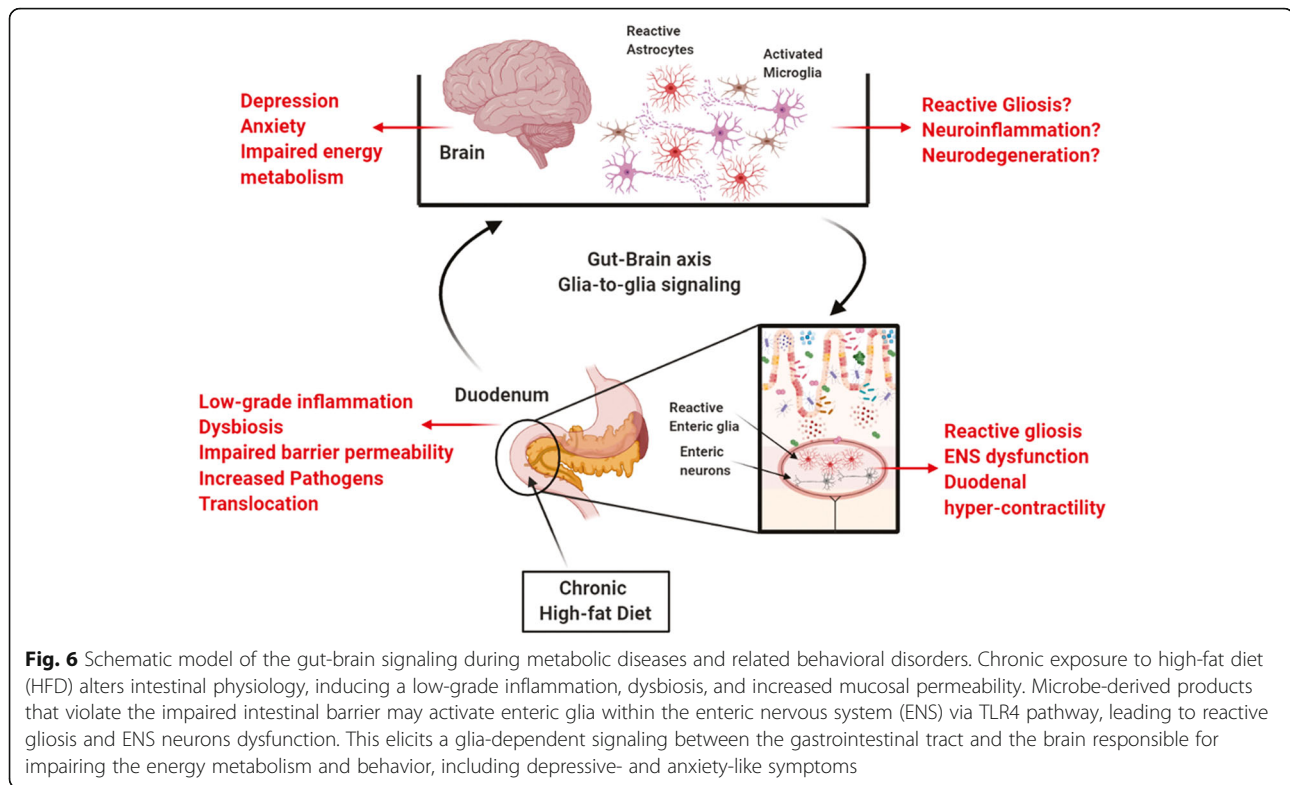 Reactive
Astrocytes
Activated
Microglia
Depression
Anxiety
Impaired energy
metabolism
Brain
Reactive Gliosis?
Neuroinflammation?
Neurodegeneration?
Gut-Brain axis
Glia-to-glia signaling
Duodenum
Low-grade inflammation
Dysbiosis
Impaired barrier permeability
Increased Pathogens
Translocation
Reactive
Enteric glia
Enteric
neurons
Reactive gliosis
ENS dysfunction
Duodenal
hyper-contractility
Chronic
High-fat Diet
Fig. 6 Schematic model of the gut-brain signaling during metabolic diseases and related behavioral disorders. Chronic exposure to high-fat diet
(HFD) alters intestinal physiology, inducing a low-grade inflammation, dysbiosis, and increased mucosal permeability. Microbe-derived products
that violate the impaired intestinal barrier may activate enteric glia within the enteric nervous system (ENS) via TLR4 pathway, leading to reactive
gliosis and ENS neurons dysfunction. This elicits a glia-dependent signaling between the gastrointestinal tract and the brain responsible for
impairing the energy metabolism and behavior, including depressive- and anxiety-like symptoms